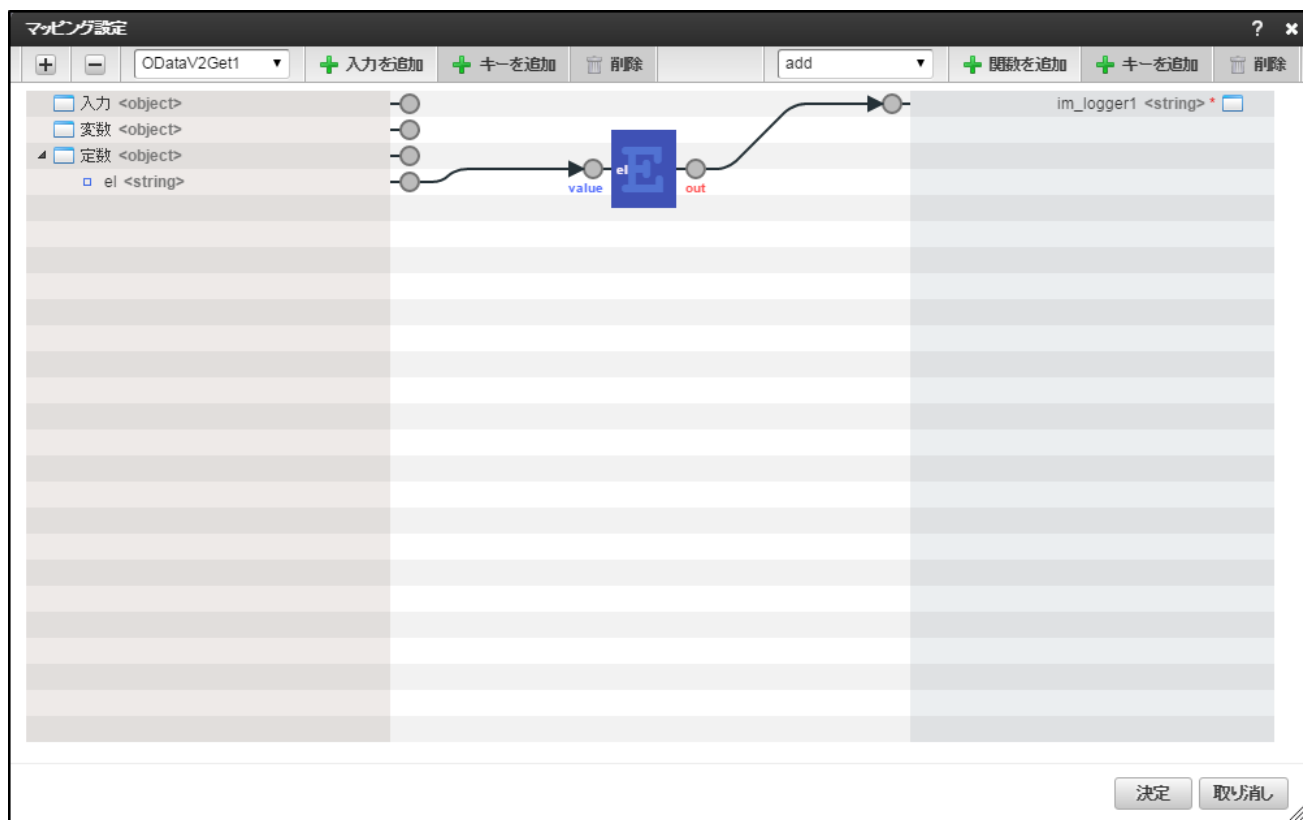 マッピング設定 ? ×
+ − ODataV2Get1 ▼ 入力を追加 キーを追加 削除 add ▼ 関数を追加 キーを追加 削除
入力 <object> im_logger1 <string> *
変数 <object>
定数 <object>
el <string>
el E
value out
決定 取り消し